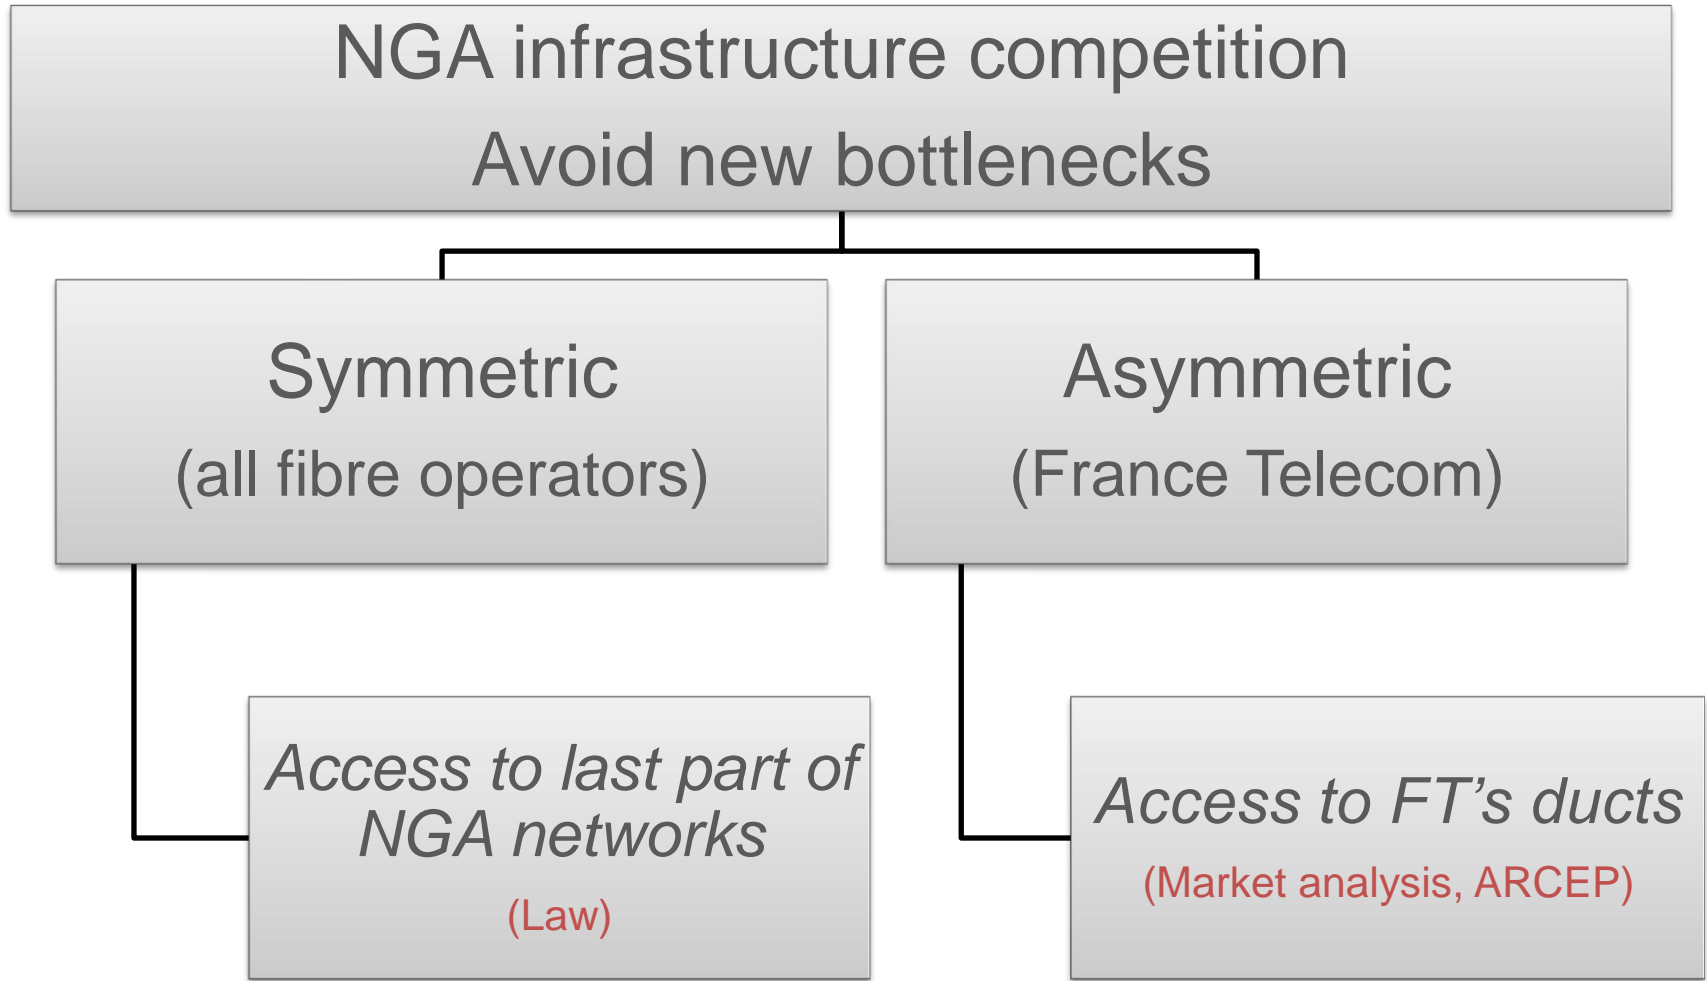 NGA infrastructure competition
Avoid new bottlenecks
Symmetric
(all fibre operators)
Asymmetric
(France Telecom)
Access to last part of
NGA networks
(Law)
Access to FT’s ducts
(Market analysis, ARCEP)